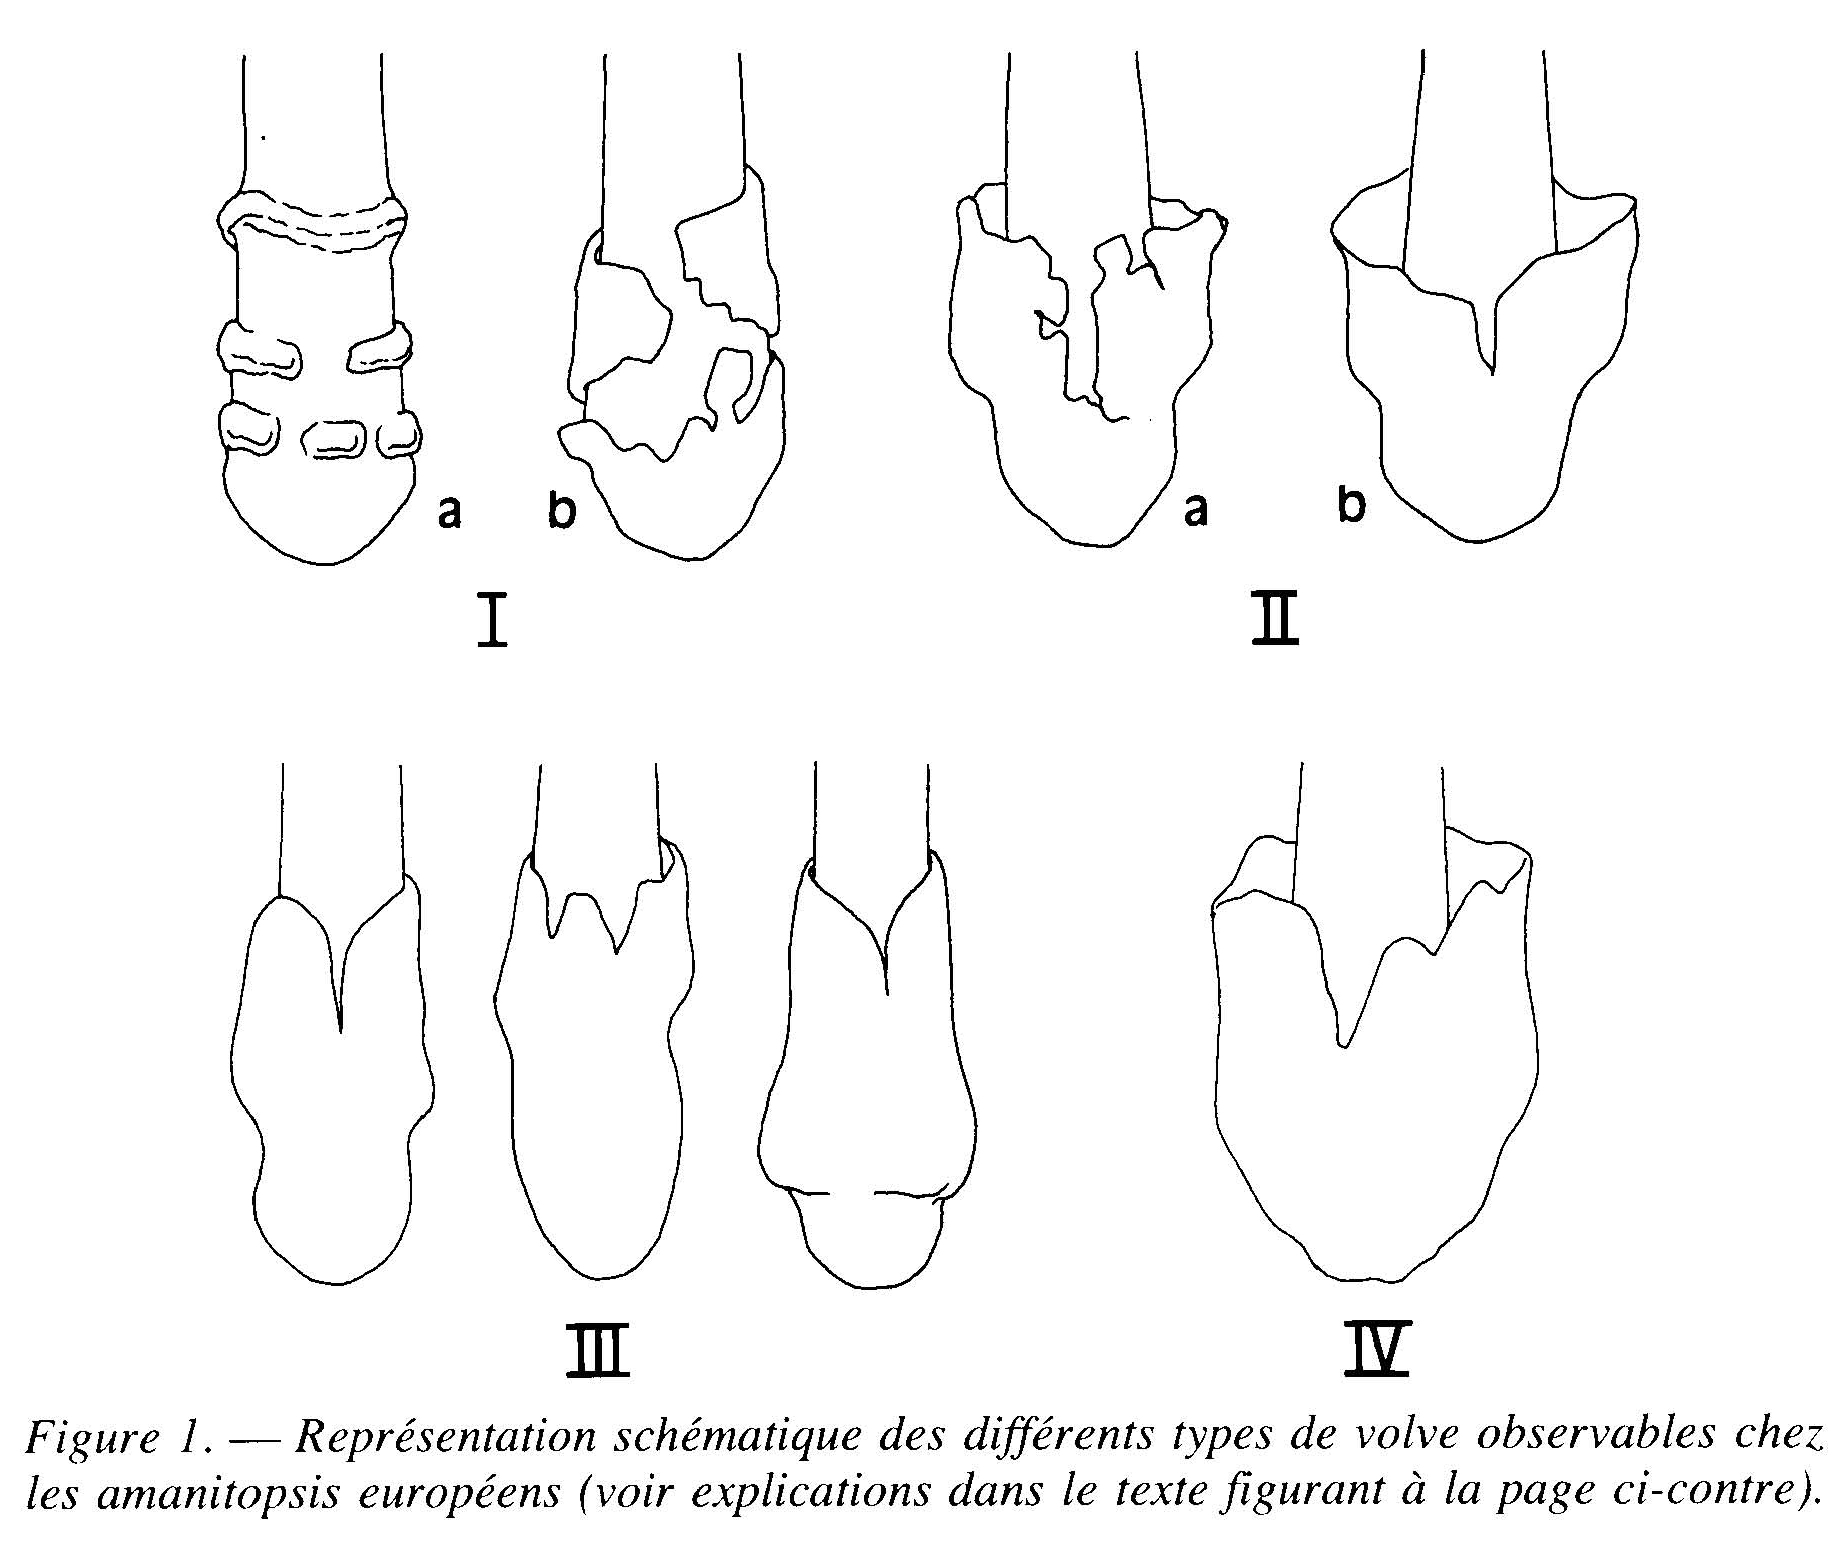 a b a b
I II
III IV
Figure 1. — Représentation schématique des différents types de volve observables chez
les amanitopsis européens (voir explications dans le texte figurant à la page ci-contre).